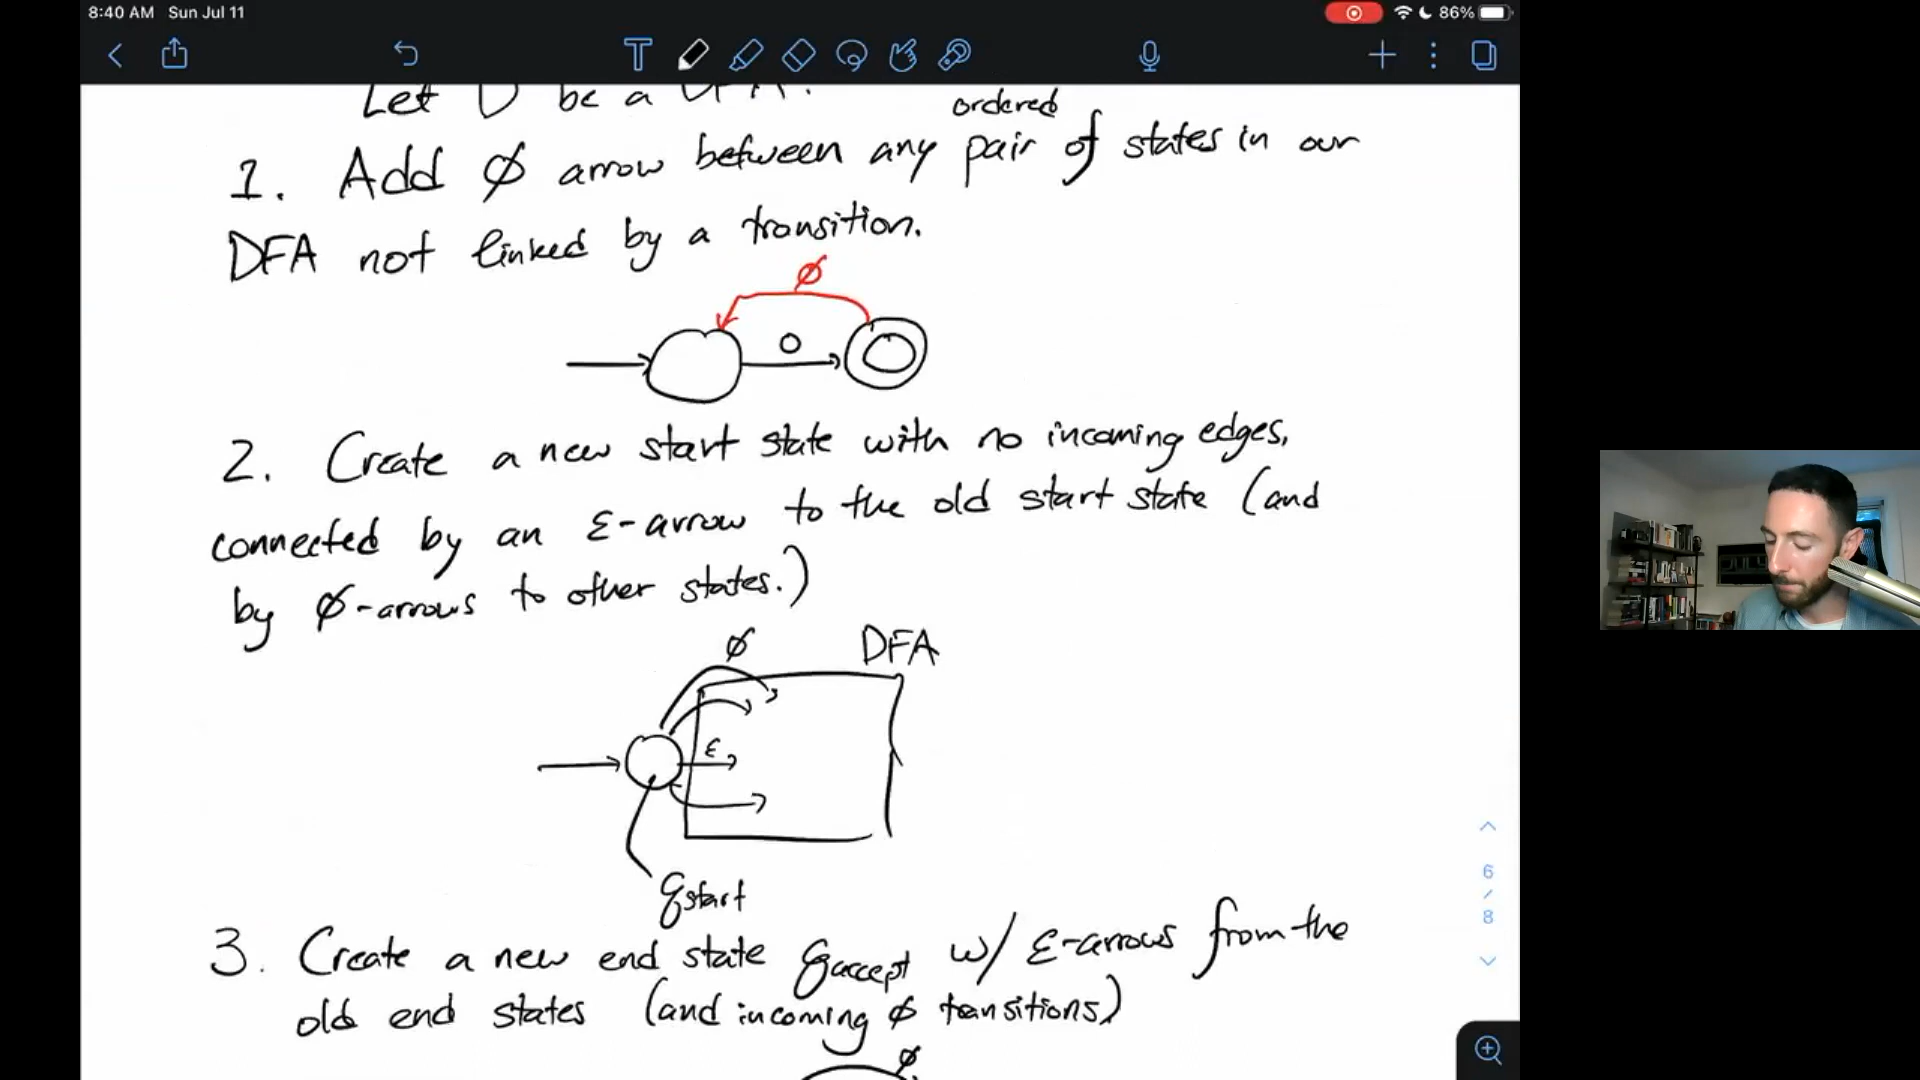 8:40 AM Sun Jul 11
86%
Let D be a DFA.
ordered
1. Add ∅ arrow between any pair of states in our
DFA not linked by a transition.
∅
0
2. Create a new start state with no incoming edges,
connected by an ε-arrow to the old start state (and
by ∅-arrows to other states.)
∅ DFA
ε
qstart
3. Create a new end state qaccept w/ ε-arrows from the
old end states (and incoming ∅ transitions)
∅
6
/
8